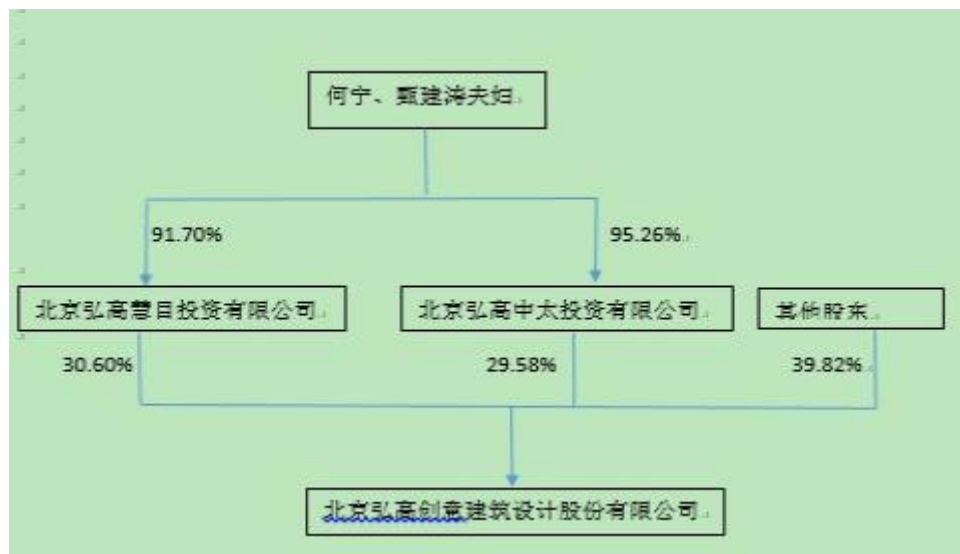 何宁、甄建涛夫妇
91.70%
95.26%
北京弘高慧目投资有限公司
北京弘高中太投资有限公司
其他股东
30.60%
29.58%
39.82%
北京弘高创意建筑设计股份有限公司